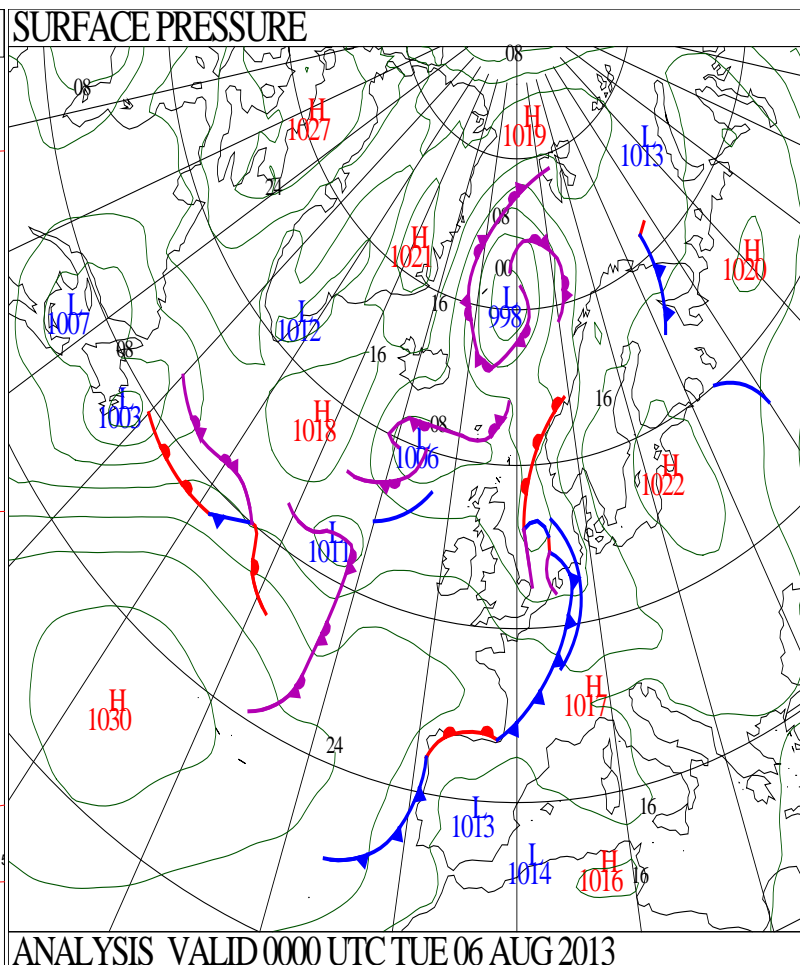 SURFACE PRESSURE
08
08
H
1027
H
1019
L
1013
24
08
H
1021
H
1020
00
L
998
16
L
1007
L
1012
08
16
16
L
1003
H
1018
08
L
1006
H
1022
L
1011
H
1030
H
1017
24
16
L
1013
L
1014
H
1016
16
ANALYSIS VALID 0000 UTC TUE 06 AUG 2013